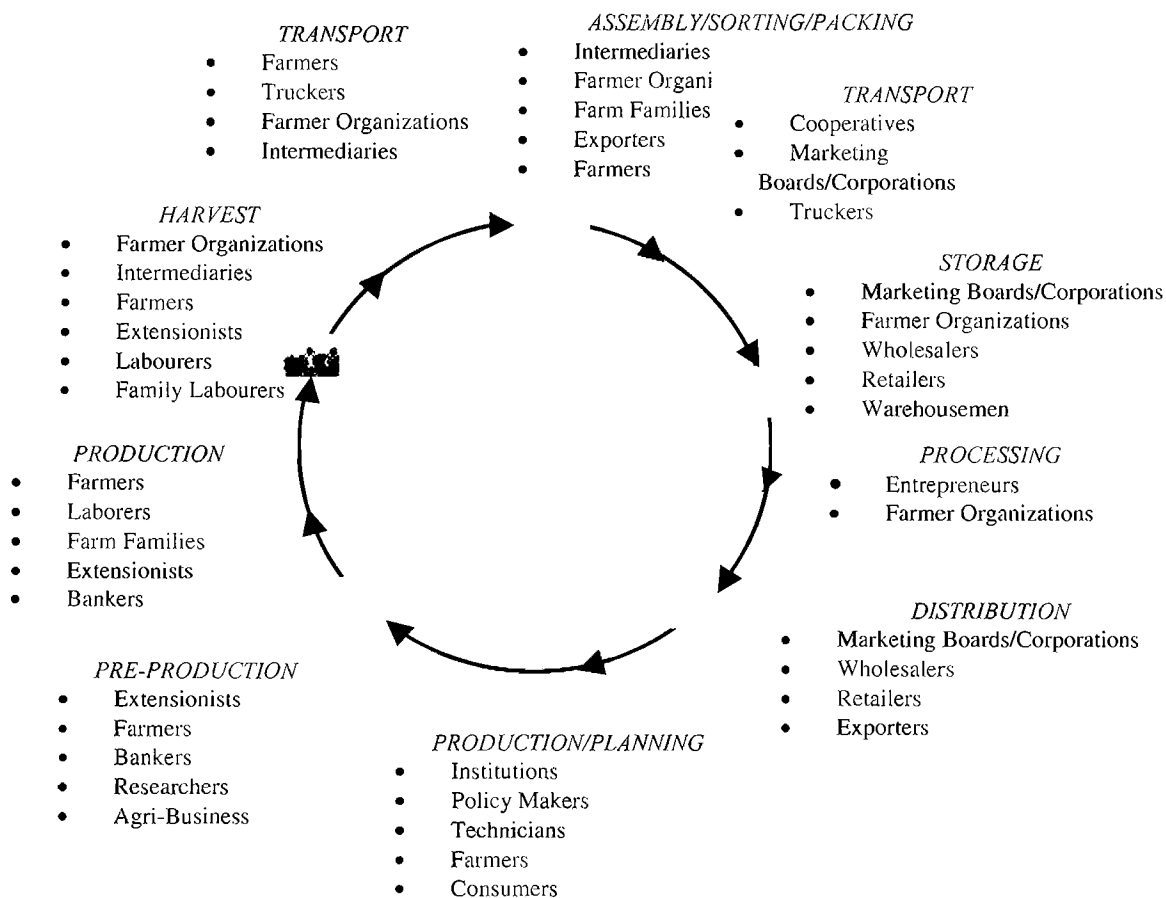 TRANSPORT
• Farmers
• Truckers
• Farmer Organizations
• Intermediaries
ASSEMBLY/SORTING/PACKING
• Intermediaries
• Farmer Organi
• Farm Families
• Exporters
• Farmers
TRANSPORT
• Cooperatives
• Marketing
Boards/Corporations
• Truckers
HARVEST
• Farmer Organizations
• Intermediaries
• Farmers
• Extensionists
• Labourers
• Family Labourers
STORAGE
• Marketing Boards/Corporations
• Farmer Organizations
• Wholesalers
• Retailers
• Warehousemen
PRODUCTION
• Farmers
• Laborers
• Farm Families
• Extensionists
• Bankers
PROCESSING
• Entrepreneurs
• Farmer Organizations
DISTRIBUTION
• Marketing Boards/Corporations
• Wholesalers
• Retailers
• Exporters
PRE-PRODUCTION
• Extensionists
• Farmers
• Bankers
• Researchers
• Agri-Business
PRODUCTION/PLANNING
• Institutions
• Policy Makers
• Technicians
• Farmers
• Consumers